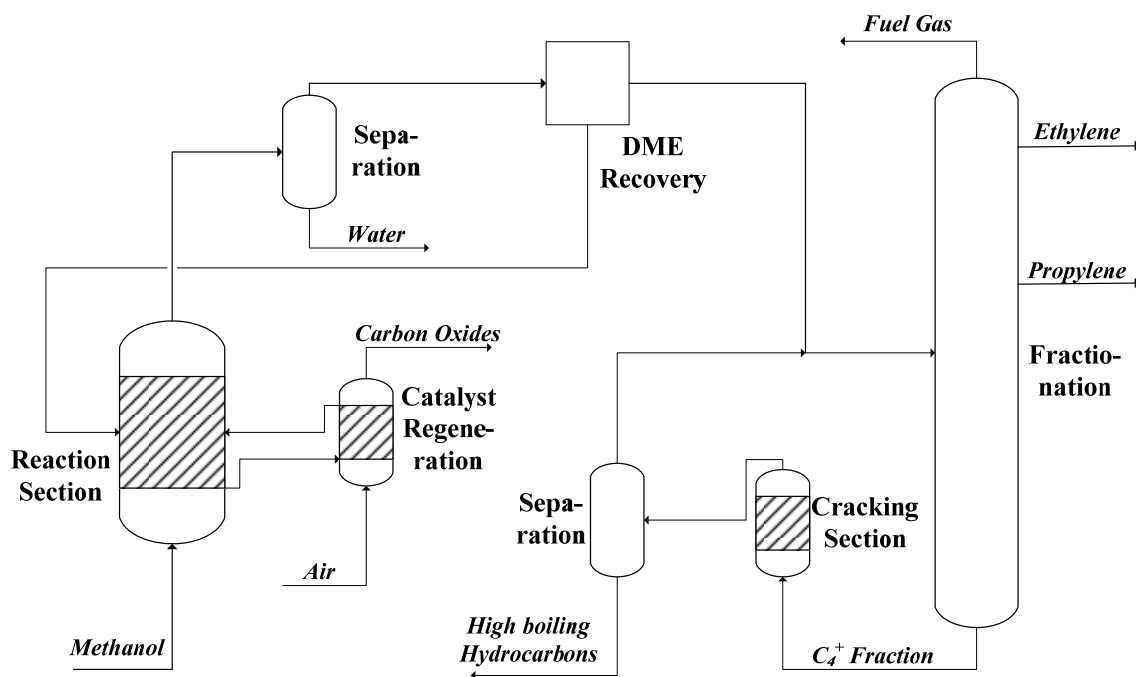 Fuel Gas
Sepa-
ration
DME
Recovery
Ethylene
Water
Propylene
Carbon Oxides
Catalyst
Regene-
ration
Fractio-
nation
Reaction
Section
Sepa-
ration
Cracking
Section
Air
Methanol
High boiling
Hydrocarbons
C₄⁺ Fraction